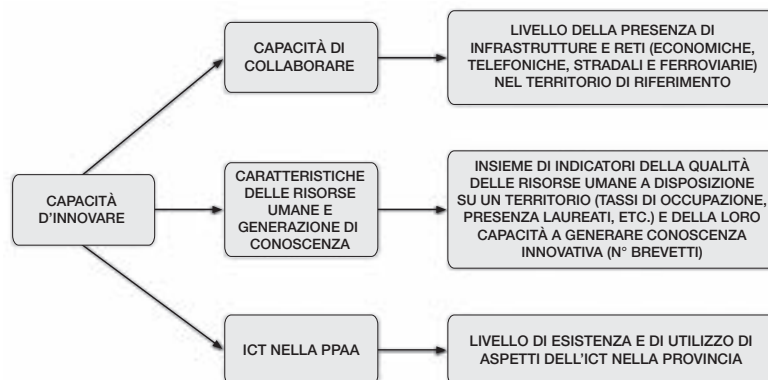 CAPACITÀ DI
COLLABORARE
LIVELLO DELLA PRESENZA DI
INFRASTRUTTURE E RETI (ECONOMICHE,
TELEFONICHE, STRADALI E FERROVIARIE)
NEL TERRITORIO DI RIFERIMENTO
CAPACITÀ
D'INNOVARE
CARATTERISTICHE
DELLE RISORSE
UMANE E
GENERAZIONE DI
CONOSCENZA
INSIEME DI INDICATORI DELLA QUALITÀ
DELLE RISORSE UMANE A DISPOSIZIONE
SU UN TERRITORIO (TASSI DI OCCUPAZIONE,
PRESENZA LAUREATI, ETC.) E DELLA LORO
CAPACITÀ A GENERARE CONOSCENZA
INNOVATIVA (N° BREVETTI)
ICT NELLA PPAA
LIVELLO DI ESISTENZA E DI UTILIZZO DI
ASPETTI DELL'ICT NELLA PROVINCIA